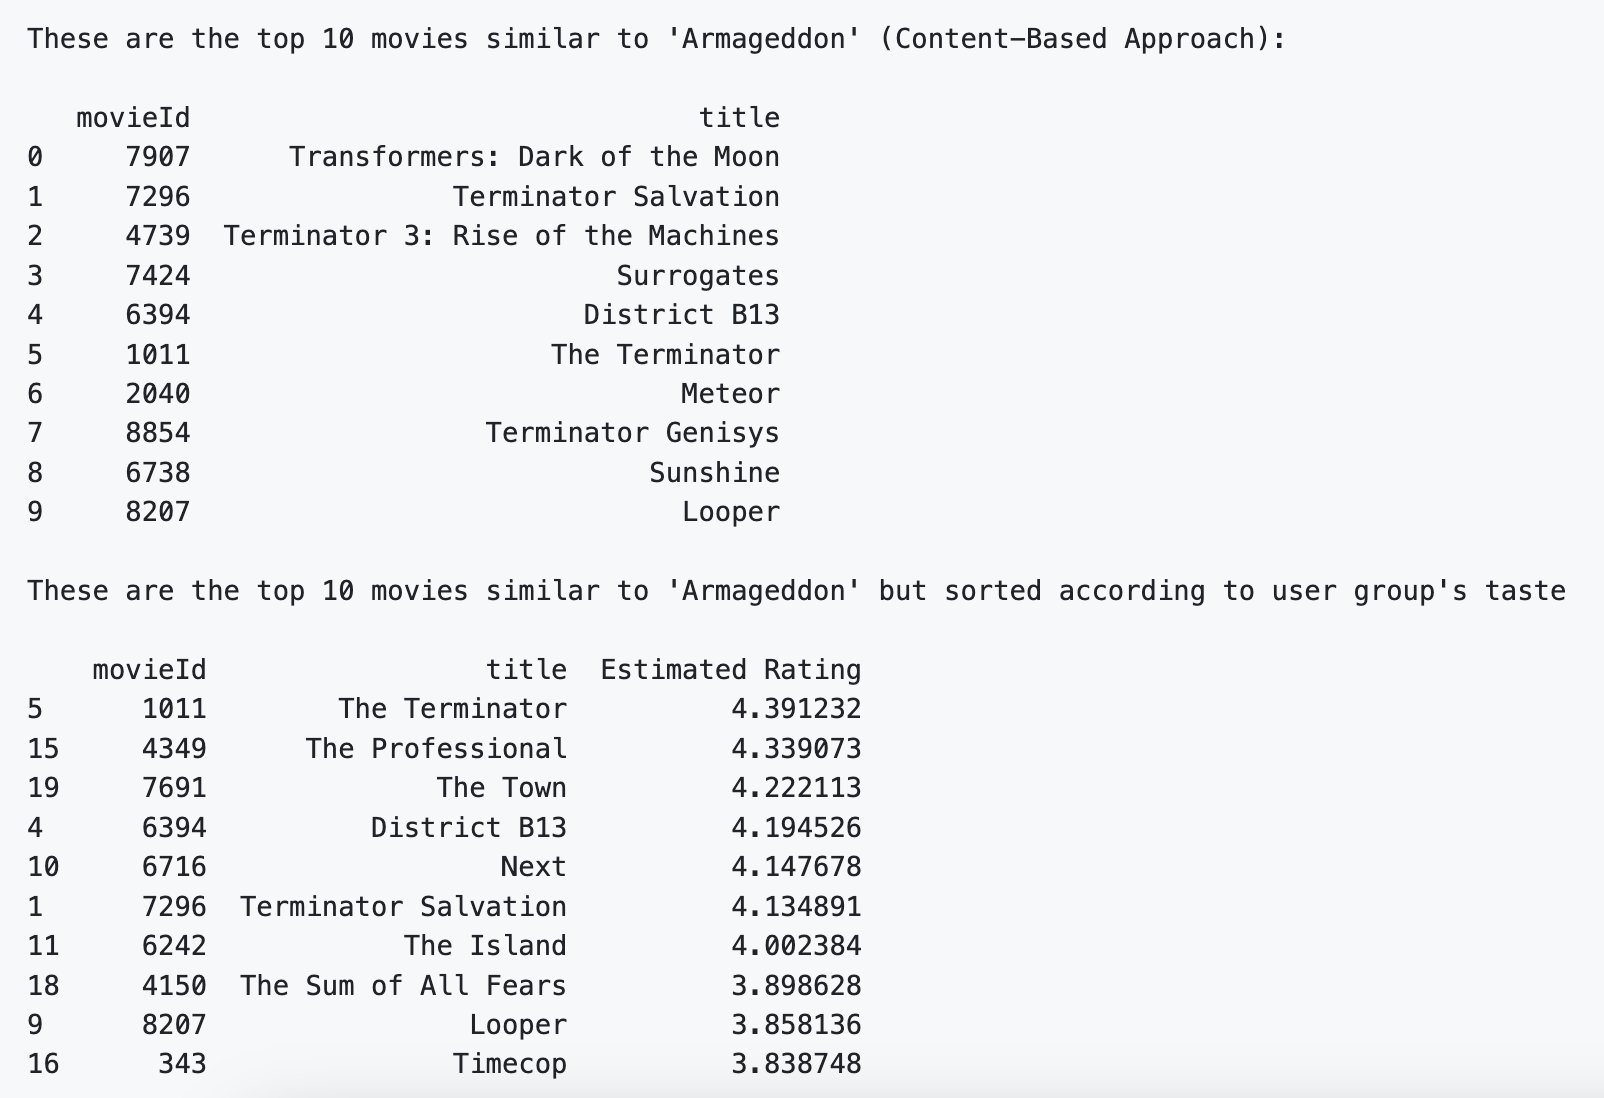 These are the top 10 movies similar to 'Armageddon' (Content-Based Approach):
movieId title
0 7907 Transformers: Dark of the Moon
1 7296 Terminator Salvation
2 4739 Terminator 3: Rise of the Machines
3 7424 Surrogates
4 6394 District B13
5 1011 The Terminator
6 2040 Meteor
7 8854 Terminator Genisys
8 6738 Sunshine
9 8207 Looper
These are the top 10 movies similar to 'Armageddon' but sorted according to user group's taste
movieId title Estimated Rating
5 1011 The Terminator 4.391232
15 4349 The Professional 4.339073
19 7691 The Town 4.222113
4 6394 District B13 4.194526
10 6716 Next 4.147678
1 7296 Terminator Salvation 4.134891
11 6242 The Island 4.002384
18 4150 The Sum of All Fears 3.898628
9 8207 Looper 3.858136
16 343 Timecop 3.838748